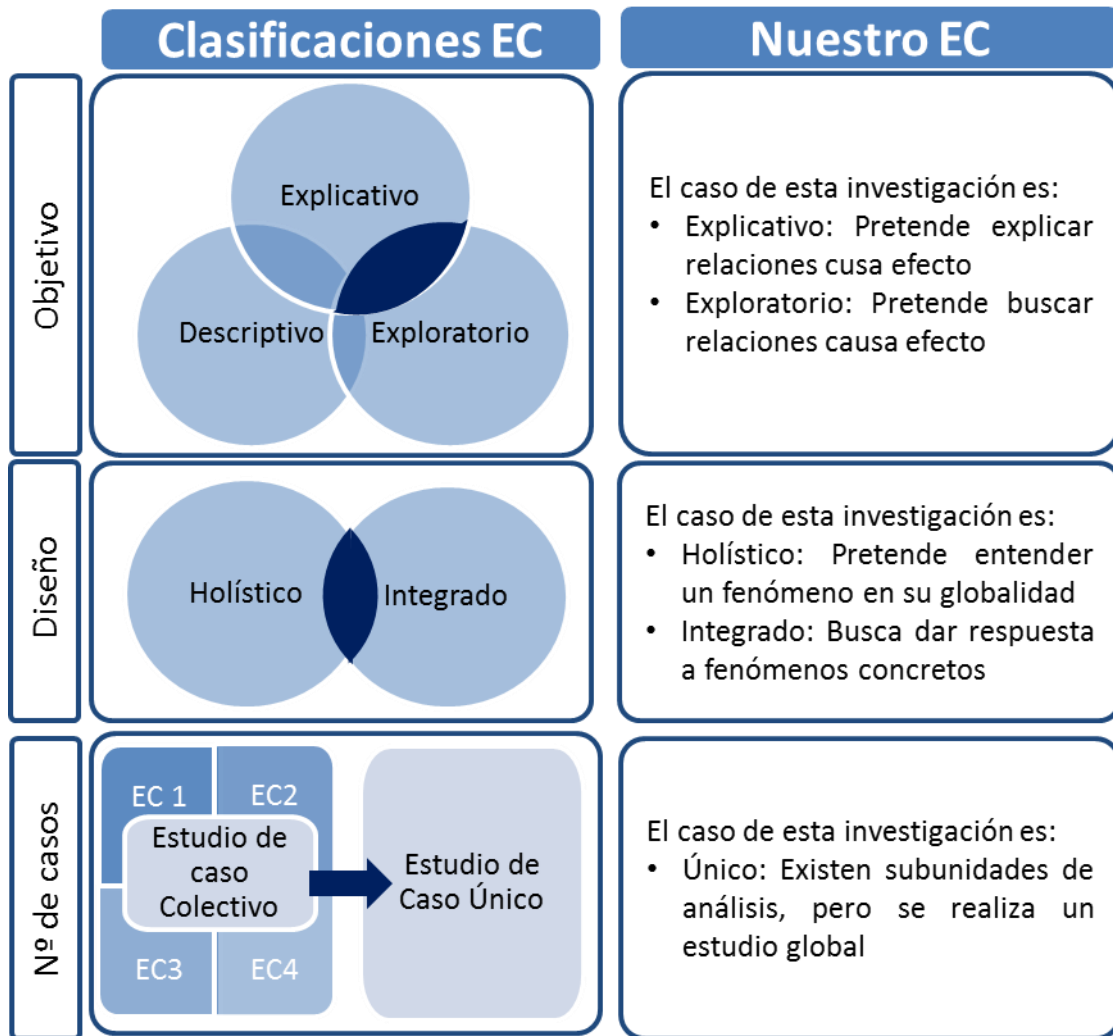 Clasificaciones EC
Nuestro EC
Objetivo
Explicativo
Descriptivo
Exploratorio
El caso de esta investigación es:
• Explicativo: Pretende explicar
relaciones cusa efecto
• Exploratorio: Pretende buscar
relaciones causa efecto
Diseño
Holístico
Integrado
El caso de esta investigación es:
• Holístico: Pretende entender
un fenómeno en su globalidad
• Integrado: Busca dar respuesta
a fenómenos concretos
Nº de casos
EC 1
EC2
Estudio de
caso
Colectivo
EC3
EC4
Estudio de
Caso Único
El caso de esta investigación es:
• Único: Existen subunidades de
análisis, pero se realiza un
estudio global